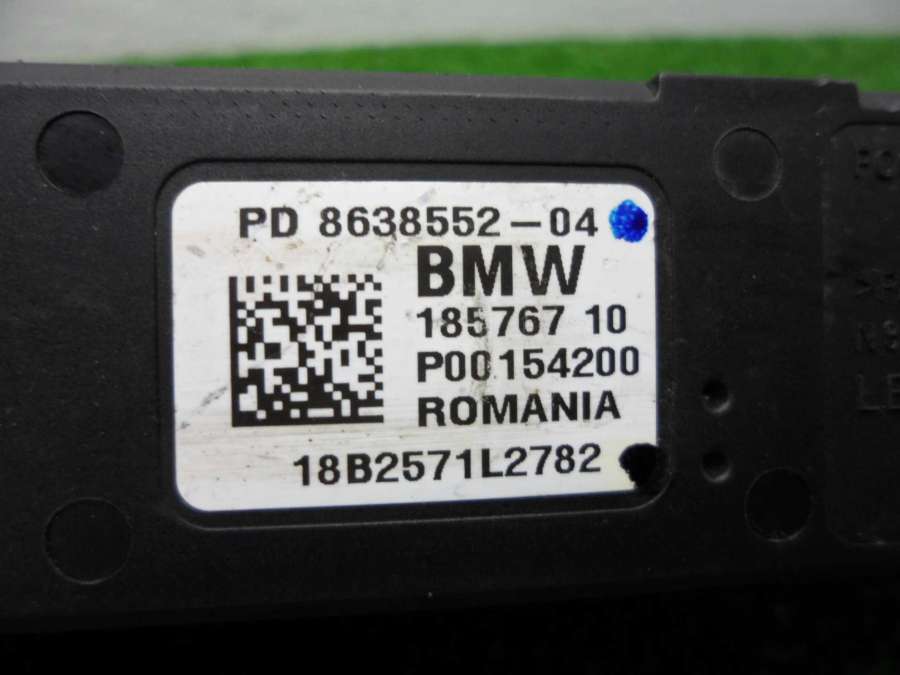 PD 8638552-04
BMW
185767 10
P00154200
ROMANIA
18B2571L2782